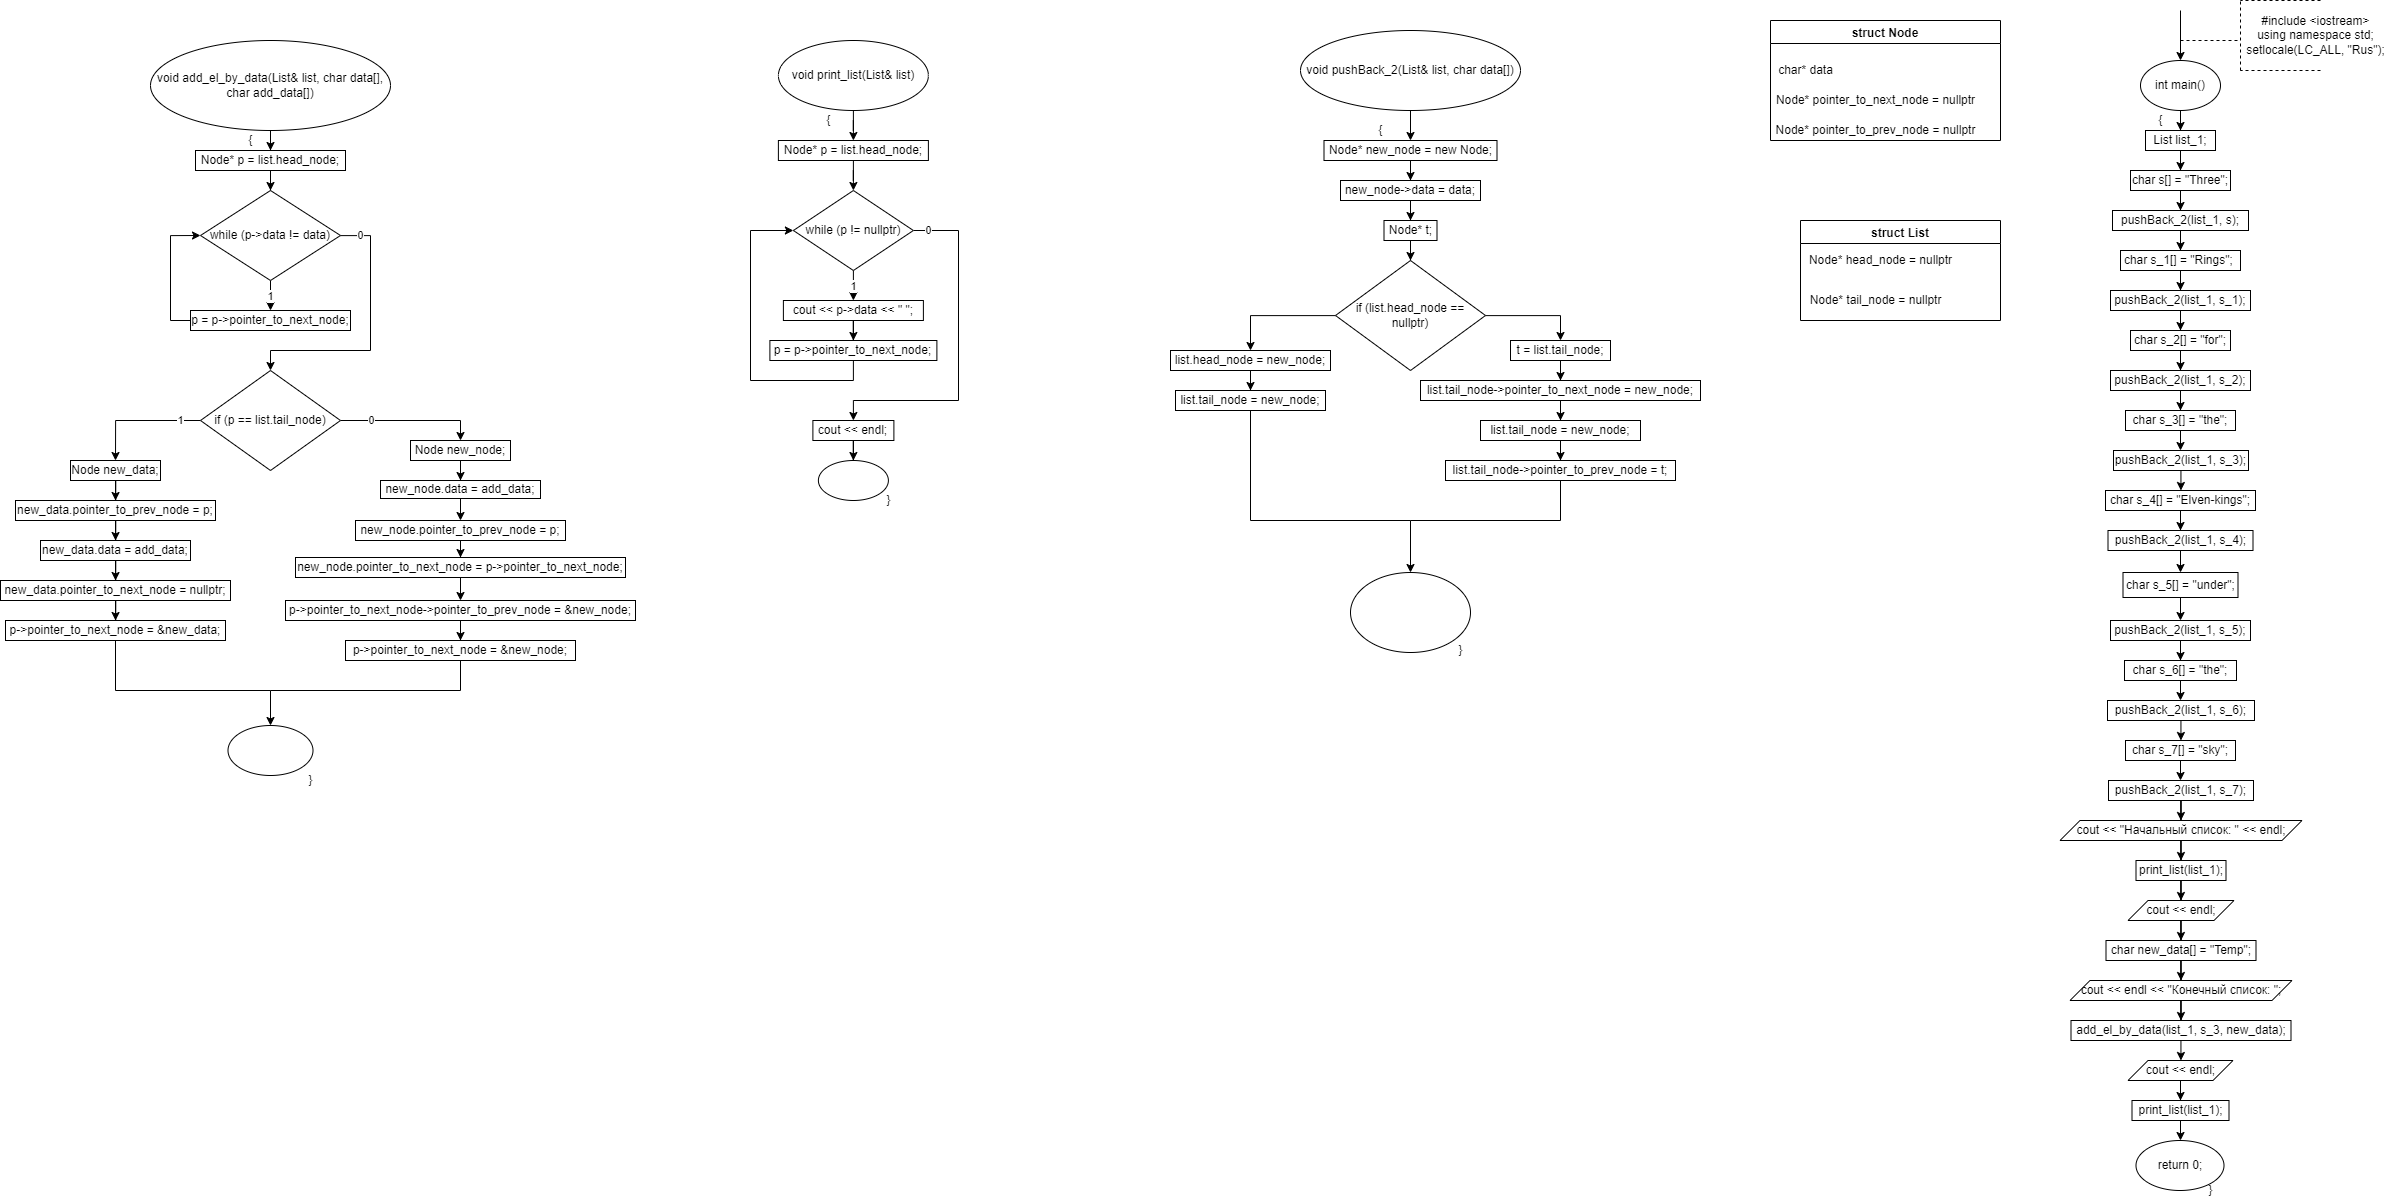 void add_el_by_data(List& list, char data[],
char add_data[])
{
Node* p = list.head_node;
while (p->data != data)
0
1
p = p->pointer_to_next_node;
if (p == list.tail_node)
1
0
Node new_data;
new_data.pointer_to_prev_node = p;
new_data.data = add_data;
new_data.pointer_to_next_node = nullptr;
p->pointer_to_next_node = &new_data;
Node new_node;
new_node.data = add_data;
new_node.pointer_to_prev_node = p;
new_node.pointer_to_next_node = p->pointer_to_next_node;
p->pointer_to_next_node->pointer_to_prev_node = &new_node;
p->pointer_to_next_node = &new_node;
}
void print_list(List& list)
{
Node* p = list.head_node;
while (p != nullptr)
0
1
cout << p->data << " ";
p = p->pointer_to_next_node;
cout << endl;
}
void pushBack_2(List& list, char data[])
{
Node* new_node = new Node;
new_node->data = data;
Node* t;
if (list.head_node ==
nullptr)
list.head_node = new_node;
list.tail_node = new_node;
t = list.tail_node;
list.tail_node->pointer_to_next_node = new_node;
list.tail_node = new_node;
list.tail_node->pointer_to_prev_node = t;
}
struct Node
char* data
Node* pointer_to_next_node = nullptr
Node* pointer_to_prev_node = nullptr
struct List
Node* head_node = nullptr
Node* tail_node = nullptr
#include <iostream>
using namespace std;
setlocale(LC_ALL, "Rus");
int main()
{
List list_1;
char s[] = "Three";
pushBack_2(list_1, s);
char s_1[] = "Rings";
pushBack_2(list_1, s_1);
char s_2[] = "for";
pushBack_2(list_1, s_2);
char s_3[] = "the";
pushBack_2(list_1, s_3);
char s_4[] = "Elven-kings";
pushBack_2(list_1, s_4);
char s_5[] = "under";
pushBack_2(list_1, s_5);
char s_6[] = "the";
pushBack_2(list_1, s_6);
char s_7[] = "sky";
pushBack_2(list_1, s_7);
cout << "Начальный список: " << endl;
print_list(list_1);
cout << endl;
char new_data[] = "Temp";
cout << endl << "Конечный список: ";
add_el_by_data(list_1, s_3, new_data);
cout << endl;
print_list(list_1);
return 0;
}